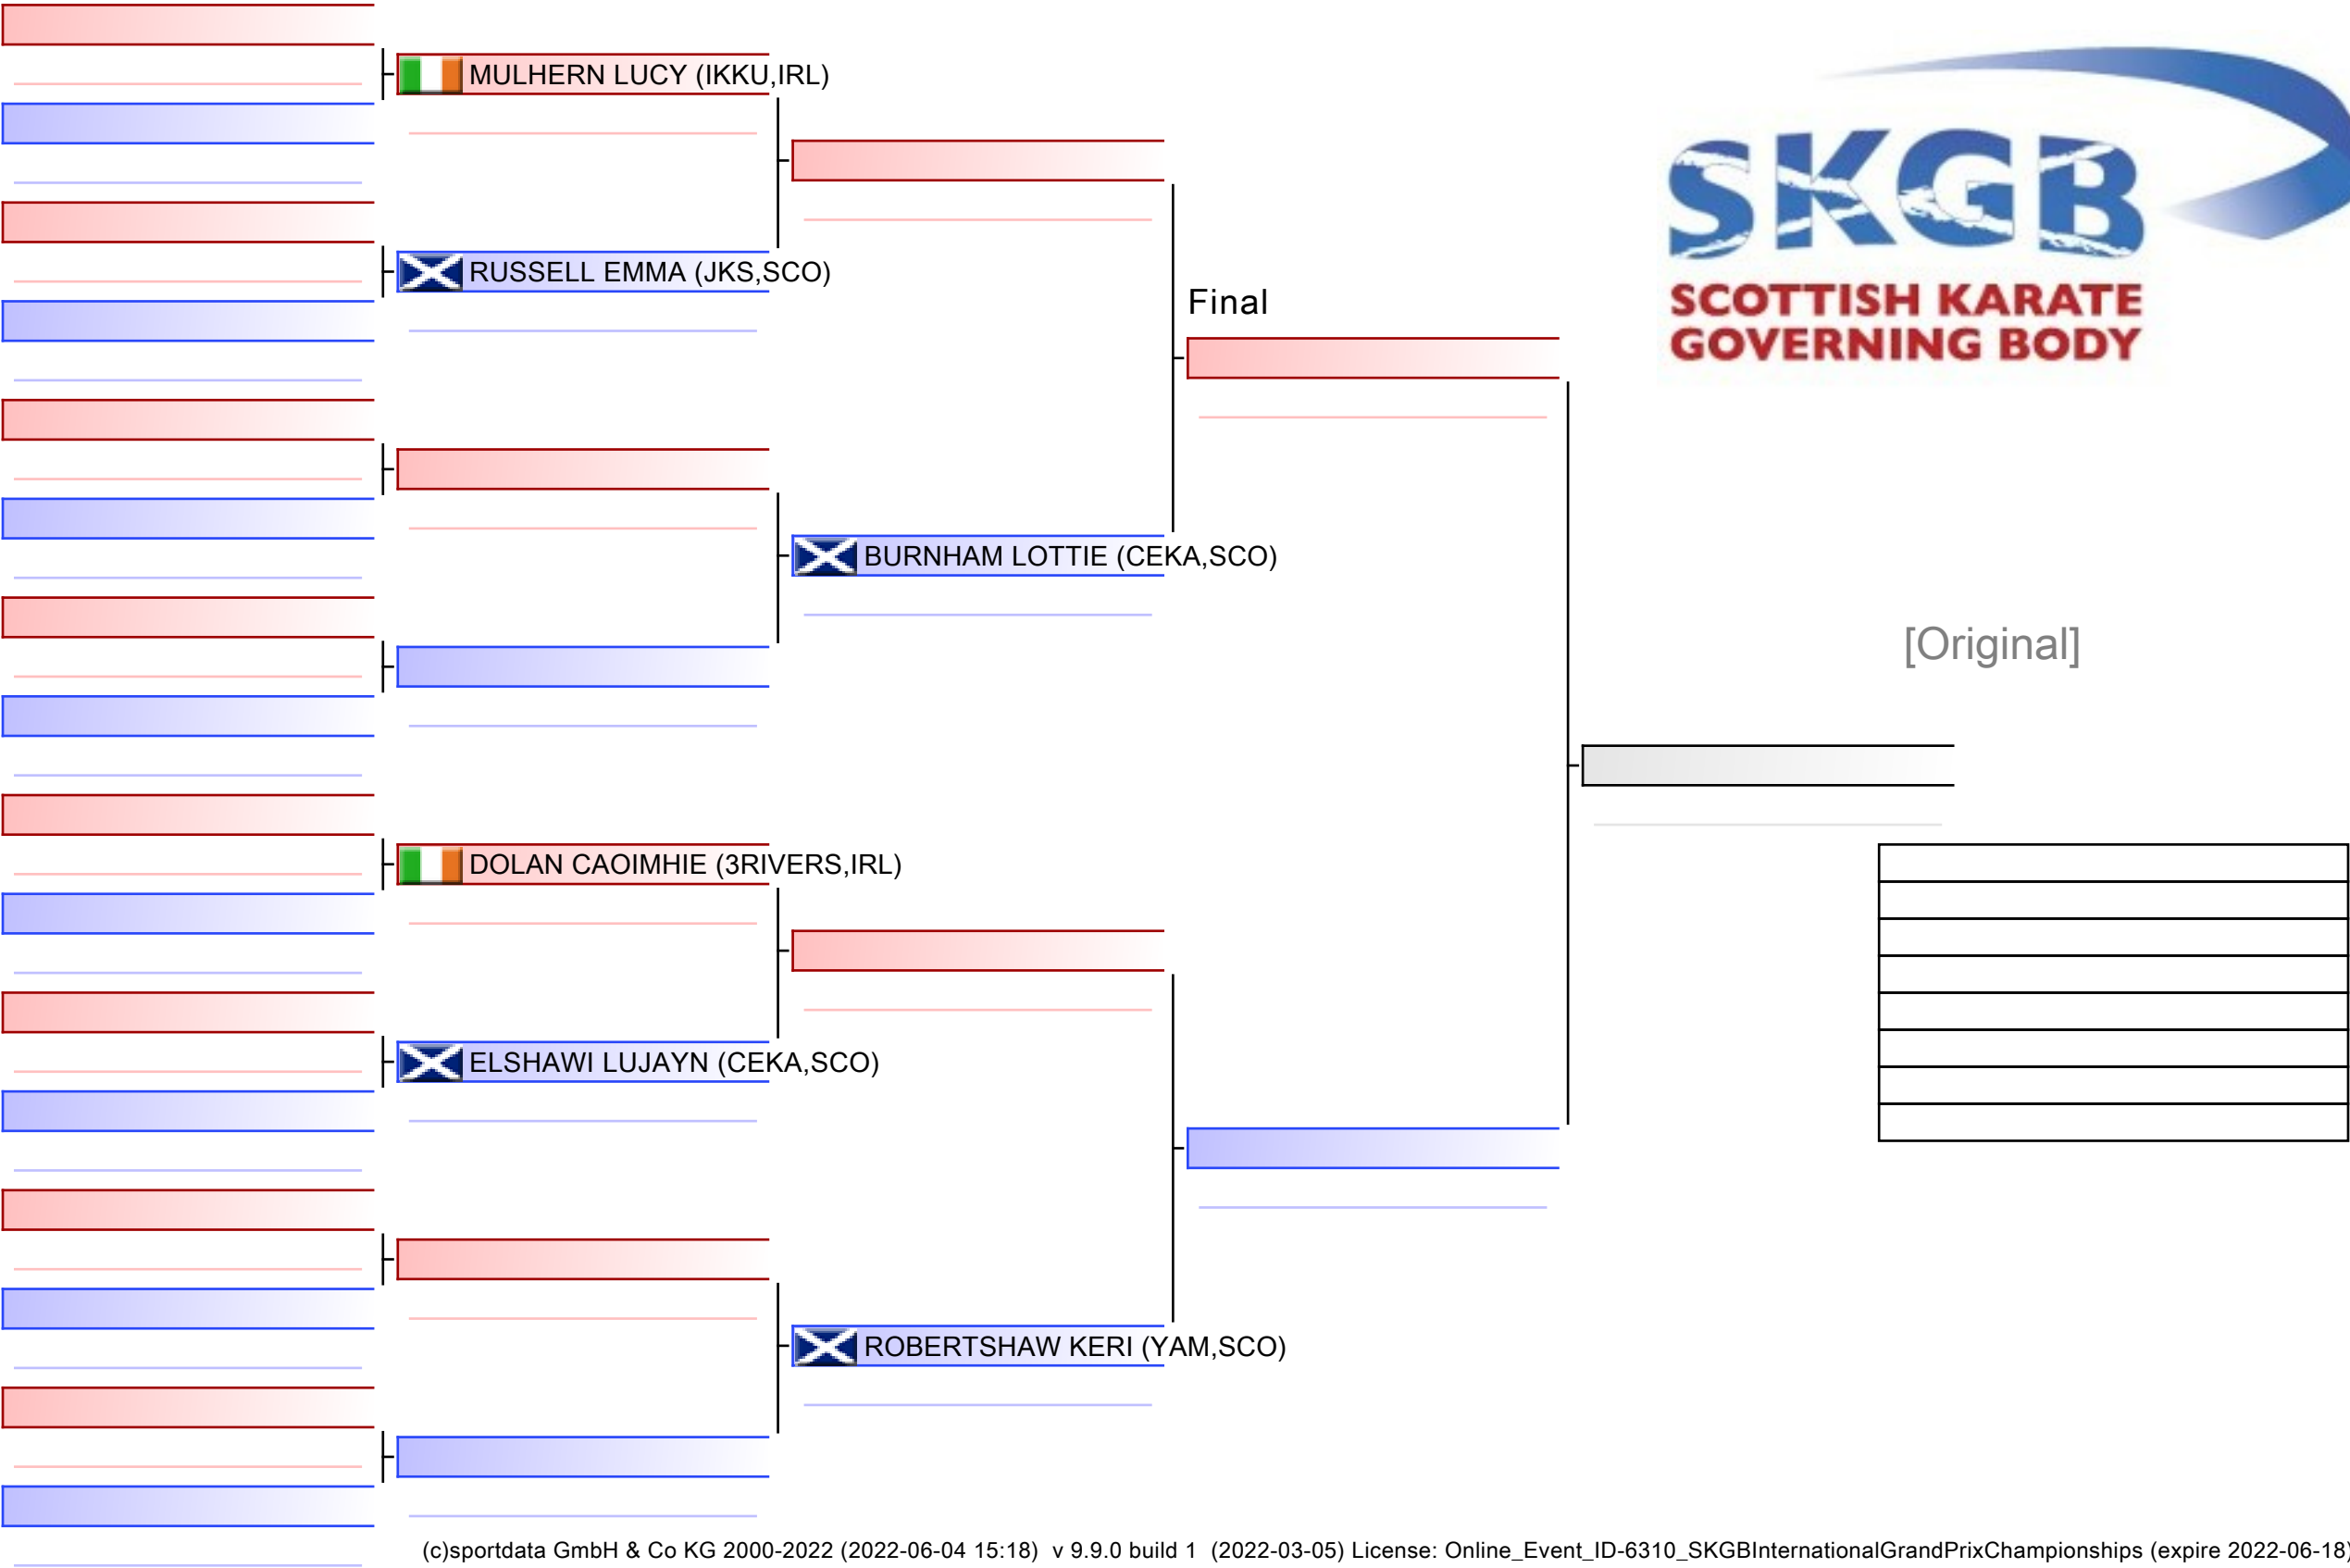 MULHERN LUCY (IKKU,IRL)
RUSSELL EMMA (JKS,SCO)
SKGB
SCOTTISH KARATE
GOVERNING BODY
Final
BURNHAM LOTTIE (CEKA,SCO)
[Original]
DOLAN CAOIMHIE (3RIVERS,IRL)
ELSHAWI LUJAYN (CEKA,SCO)
ROBERTSHAW KERI (YAM,SCO)
(c)sportdata GmbH & Co KG 2000-2022 (2022-06-04 15:18) v 9.9.0 build 1 (2022-03-05) License: Online_Event_ID-6310_SKGBInternationalGrandPrixChampionships (expire 2022-06-18)